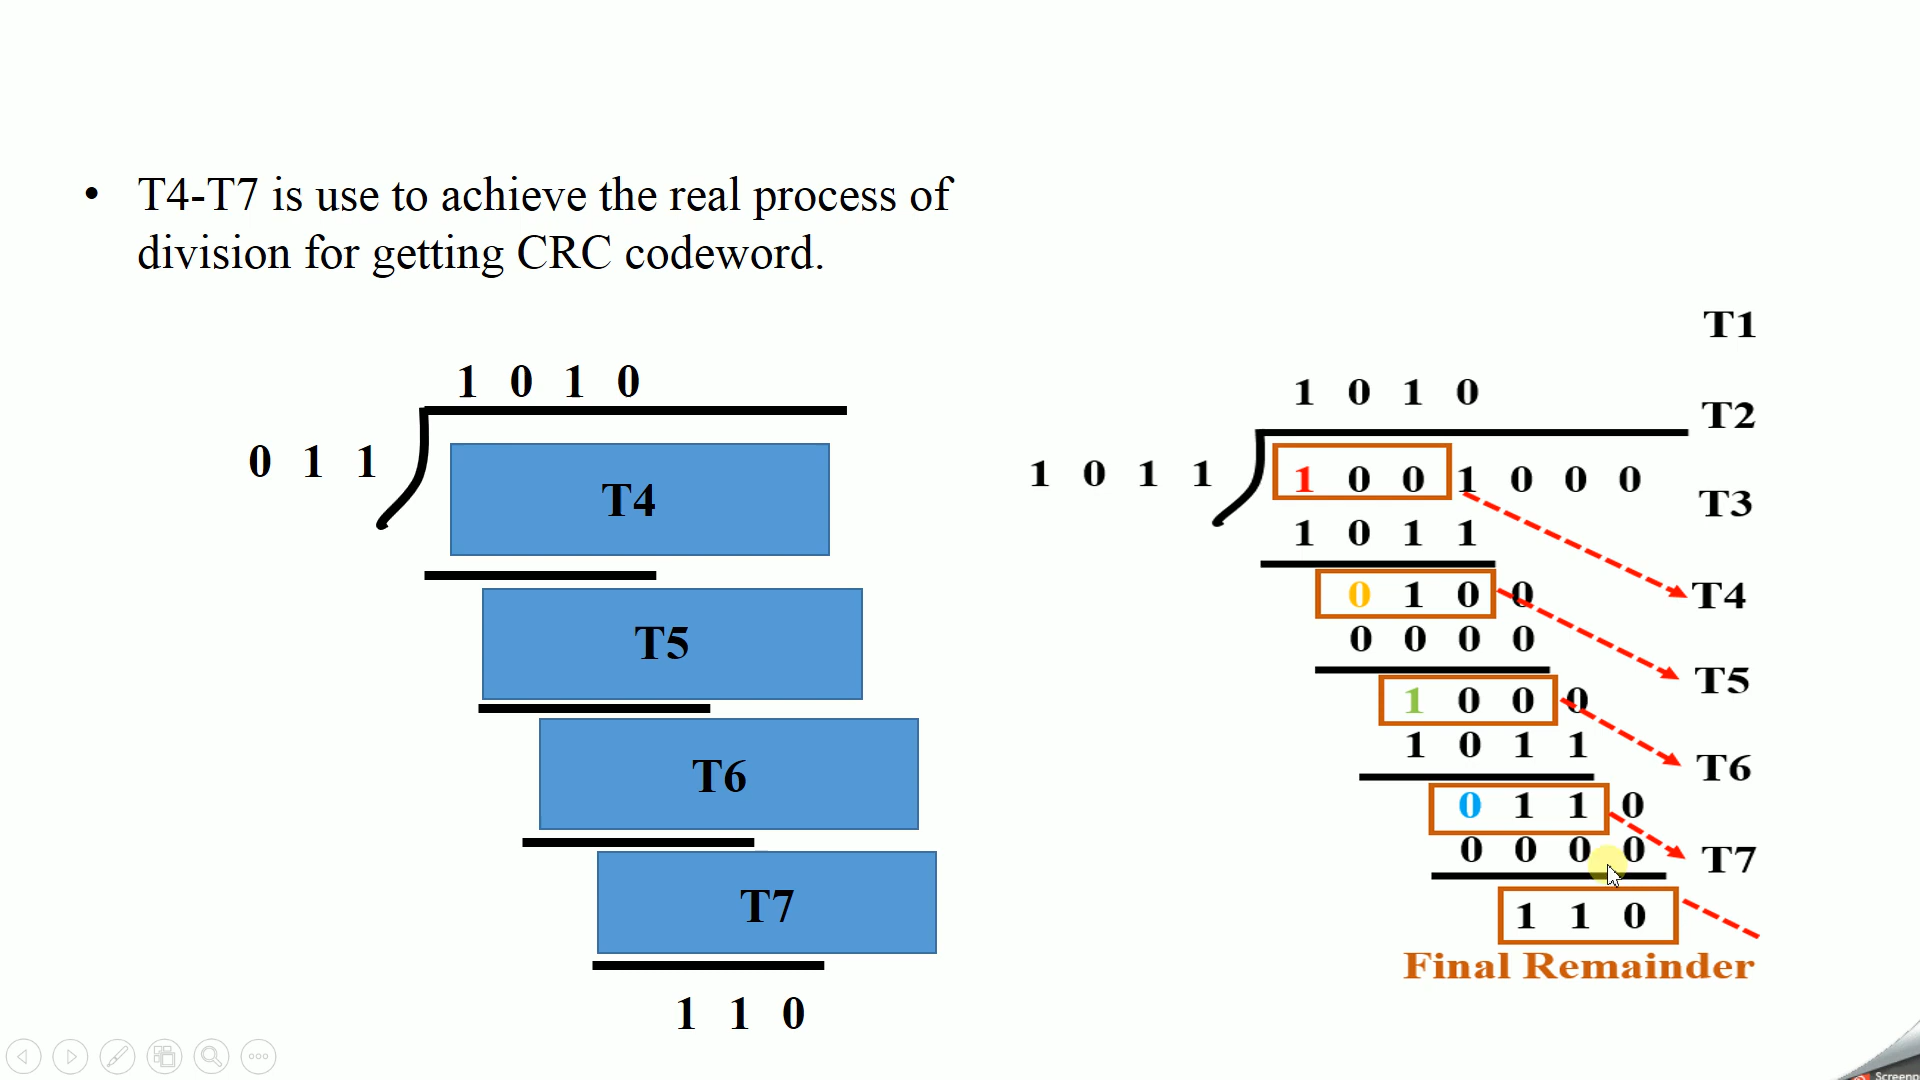 • T4-T7 is use to achieve the real process of
division for getting CRC codeword.
1 0 1 0
0 1 1
T4
T5
T6
T7
1 1 0
T1
1 0 1 0
T2
1 0 1 1
1 0 0 1 0 0 0
T3
1 0 1 1
0 1 0 0
T4
0 0 0 0
1 0 0 0
T5
1 0 1 1
T6
0 1 1 0
0 0 0 0
T7
1 1 0
Final Remainder